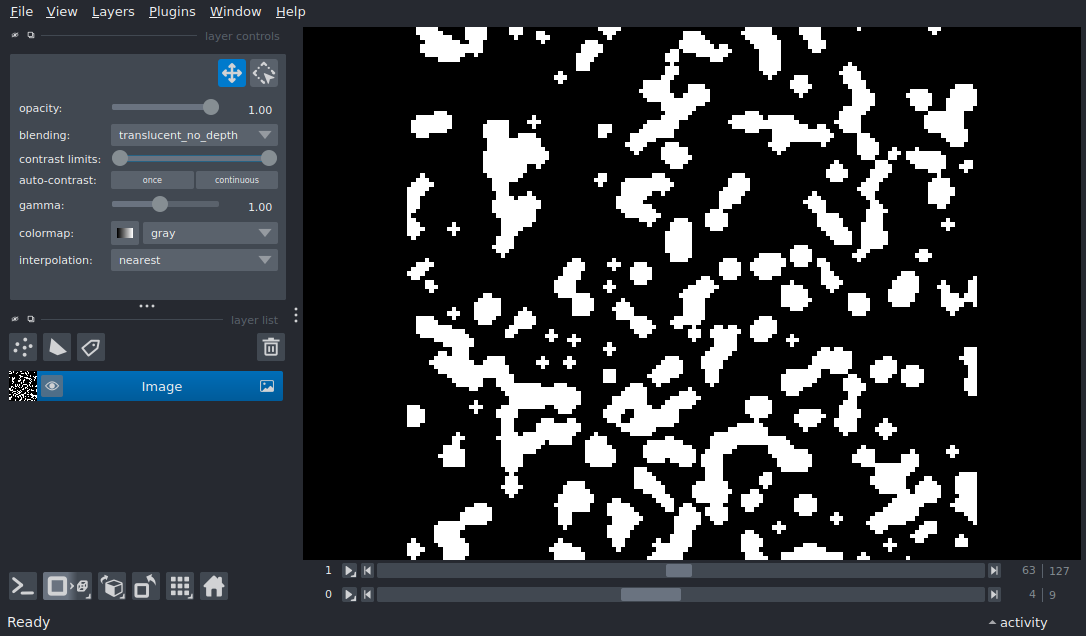 File View Layers Plugins Window Help
layer controls
opacity: 1.00
blending: translucent_no_depth
contrast limits:
auto-contrast: once continuous
gamma: 1.00
colormap: gray
interpolation: nearest
layer list
Image
1 63 127
0 4 9
Ready activity